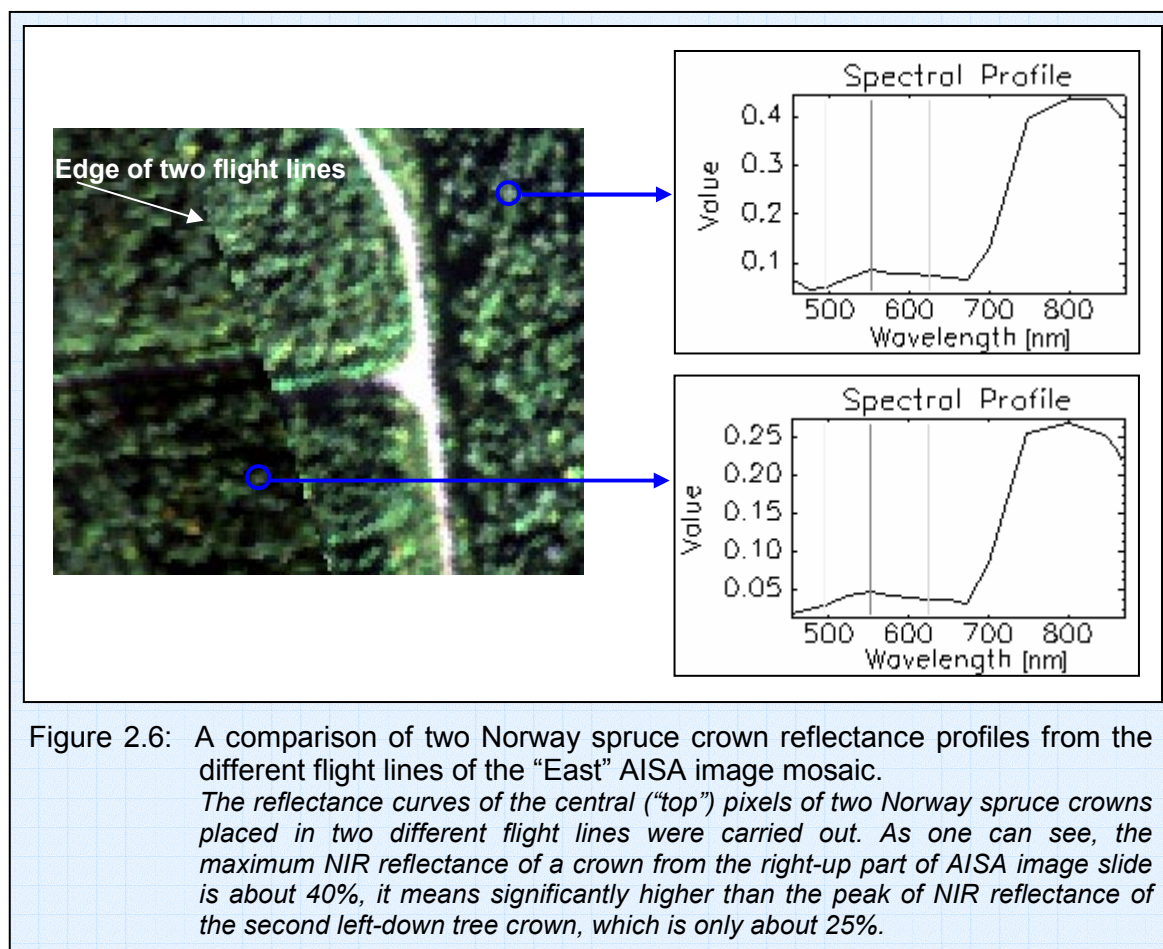 Edge of two flight lines
Spectral Profile
Value
0.4
0.3
0.2
0.1
500 600 700 800
Wavelength [nm]
Spectral Profile
Value
0.25
0.20
0.15
0.10
0.05
500 600 700 800
Wavelength [nm]
Figure 2.6: A comparison of two Norway spruce crown reflectance profiles from the
different flight lines of the “East” AISA image mosaic.
The reflectance curves of the central (“top”) pixels of two Norway spruce crowns
placed in two different flight lines were carried out. As one can see, the
maximum NIR reflectance of a crown from the right-up part of AISA image slide
is about 40%, it means significantly higher than the peak of NIR reflectance of
the second left-down tree crown, which is only about 25%.